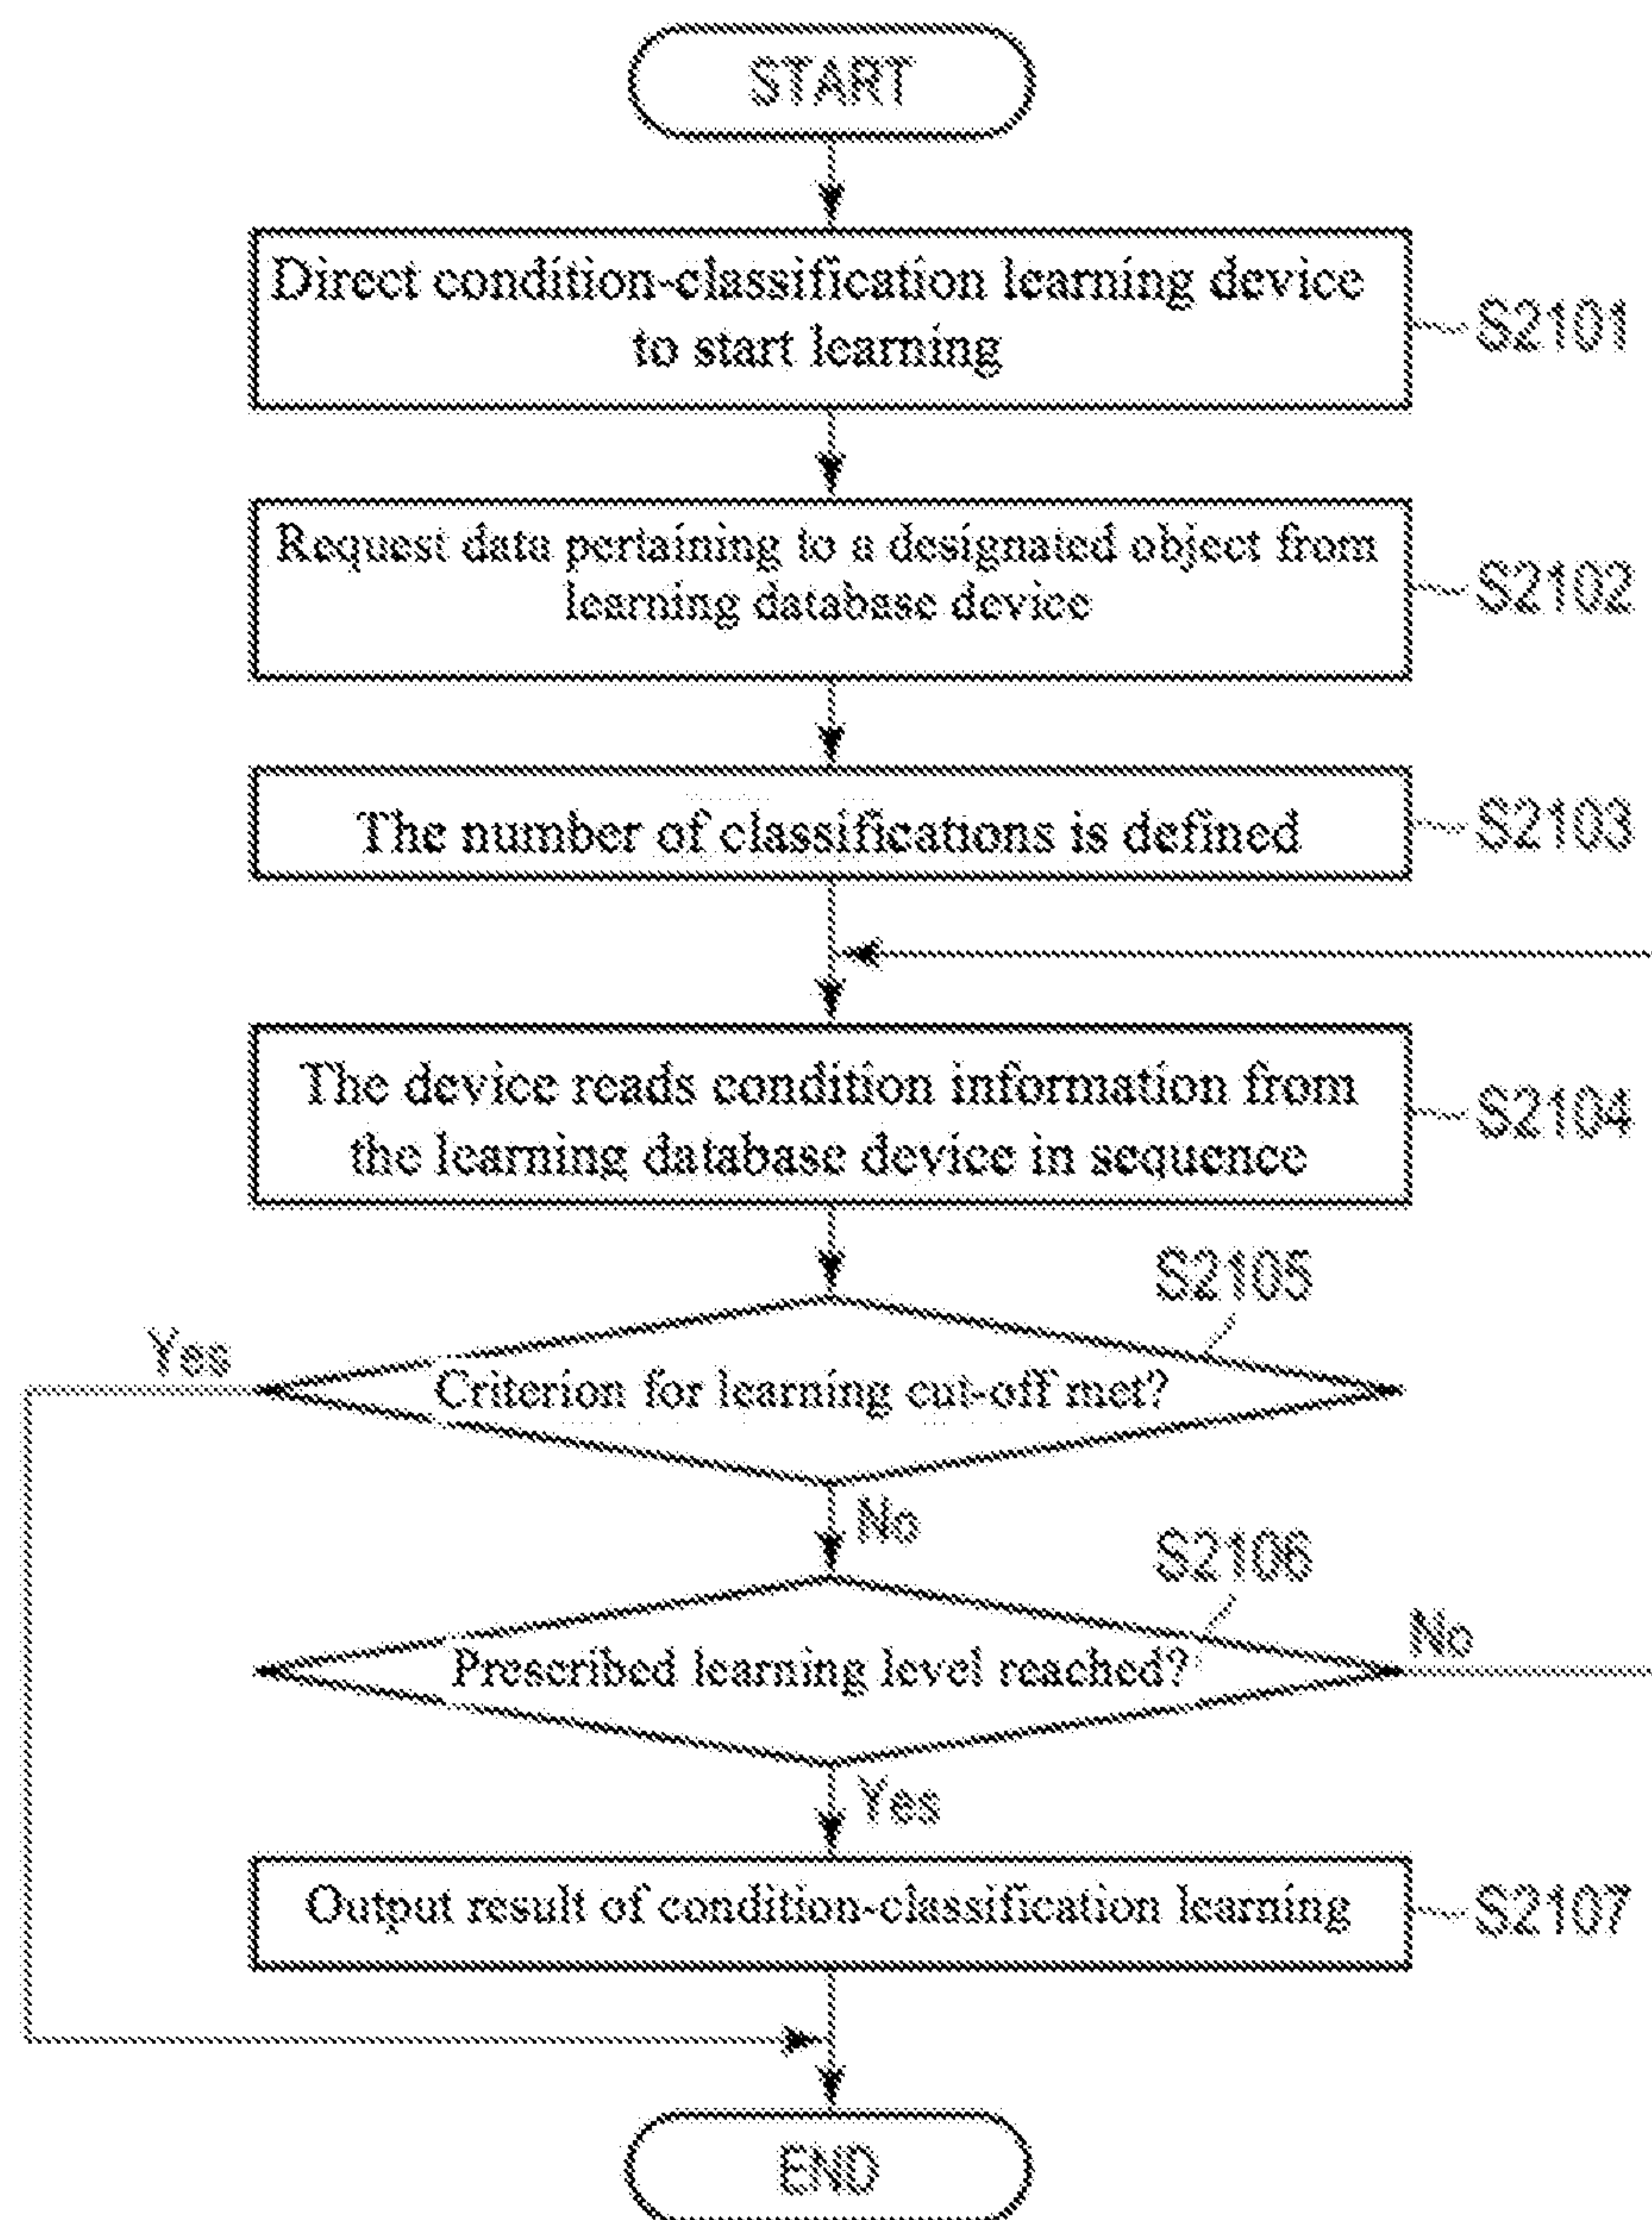 START
Direct condition-classification learning device
to start learning
S2101
Request data pertaining to a designated object from
learning database device
S2102
The number of classifications is defined
S2103
The device reads condition information from
the learning database device in sequence
S2104
S2105
Yes
Criterion for learning cut-off met?
No
S2106
No
Prescribed learning level reached?
Yes
Output result of condition-classification learning
S2107
END